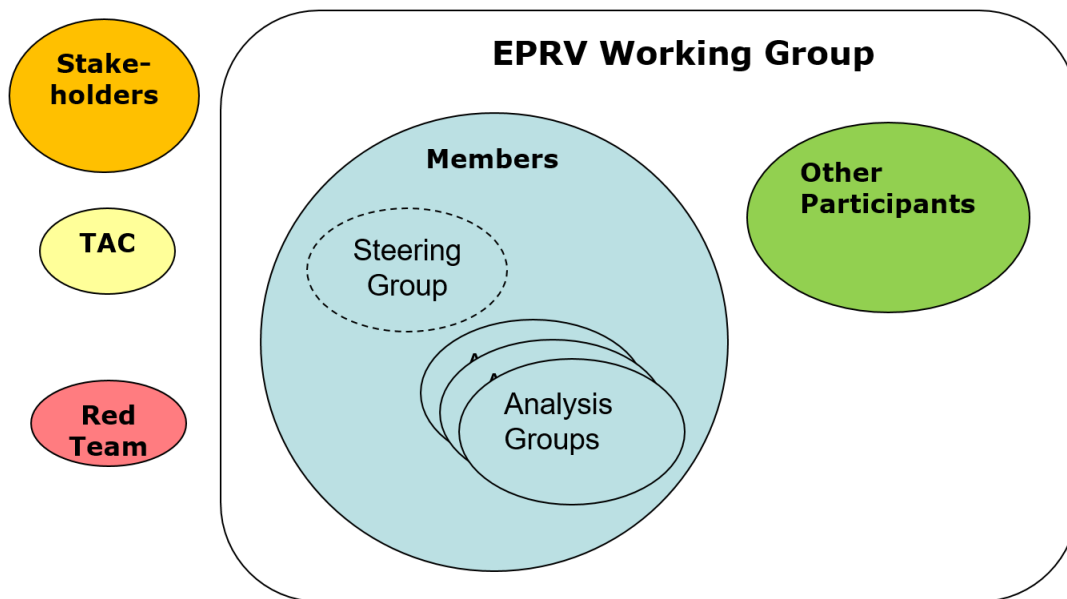 EPRV Working Group
Stake-
holders
Members
Other
Participants
TAC
Steering
Group
Analysis
Groups
Red
Team